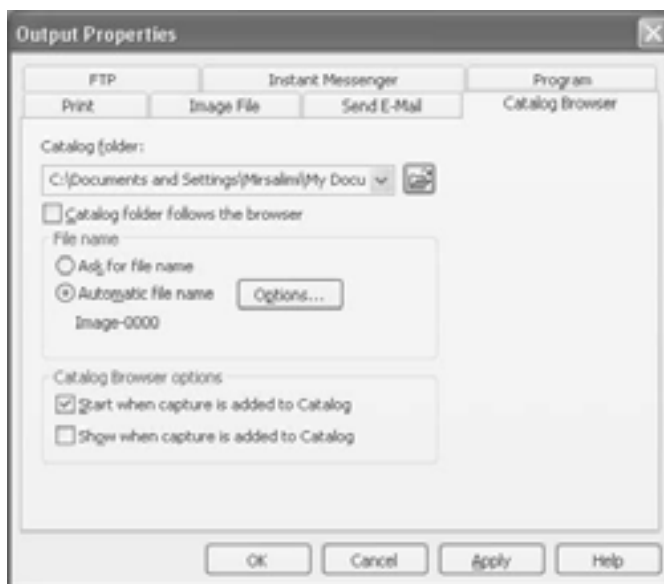 Output Properties
FTP Instant Messenger Program
Print Image File Send E-Mail Catalog Browser
Catalog folder:
C:\Documents and Settings\Mirsalimi\My Docu
Catalog folder follows the browser
File name
Ask for file name
Automatic file name Options...
Image-0000
Catalog Browser options
Start when capture is added to Catalog
Show when capture is added to Catalog
OK Cancel Apply Help